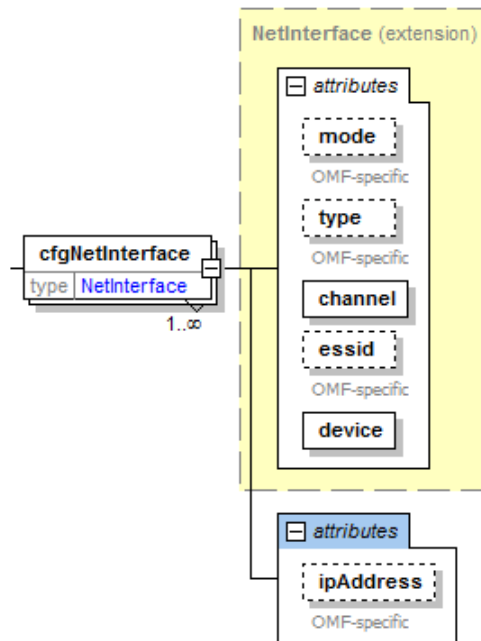 NetInterface (extension)
attributes
mode
OMF-specific
type
OMF-specific
cfgNetInterface
type NetInterface
1..∞
channel
essid
OMF-specific
device
attributes
ipAddress
OMF-specific